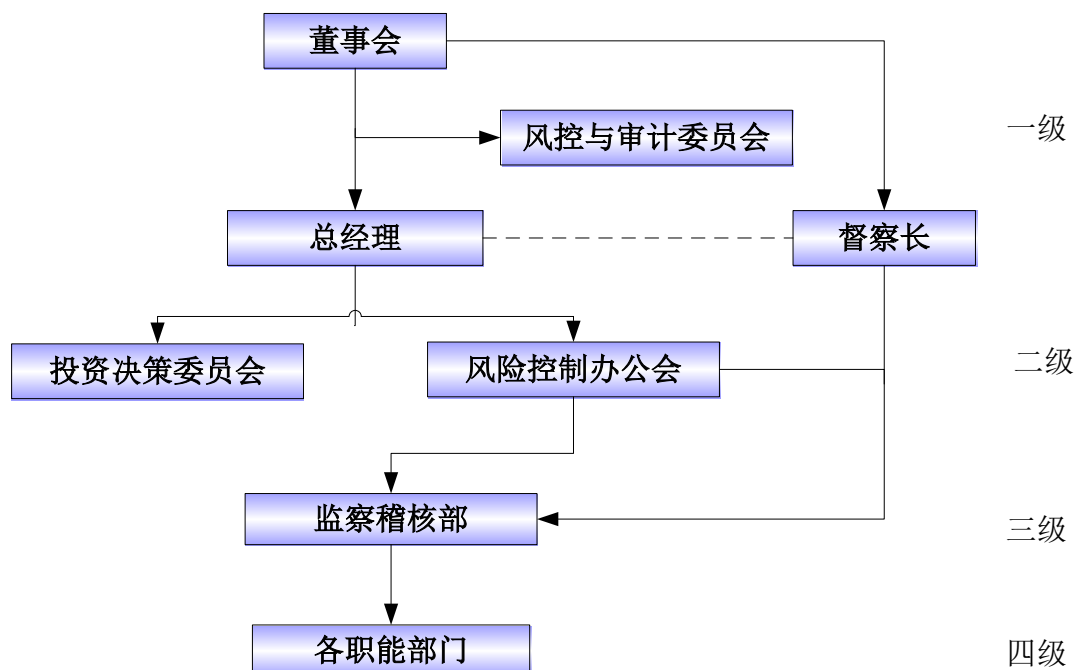 董事会
一级
风控与审计委员会
总经理
督察长
投资决策委员会
风险控制办公会
二级
监察稽核部
三级
各职能部门
四级